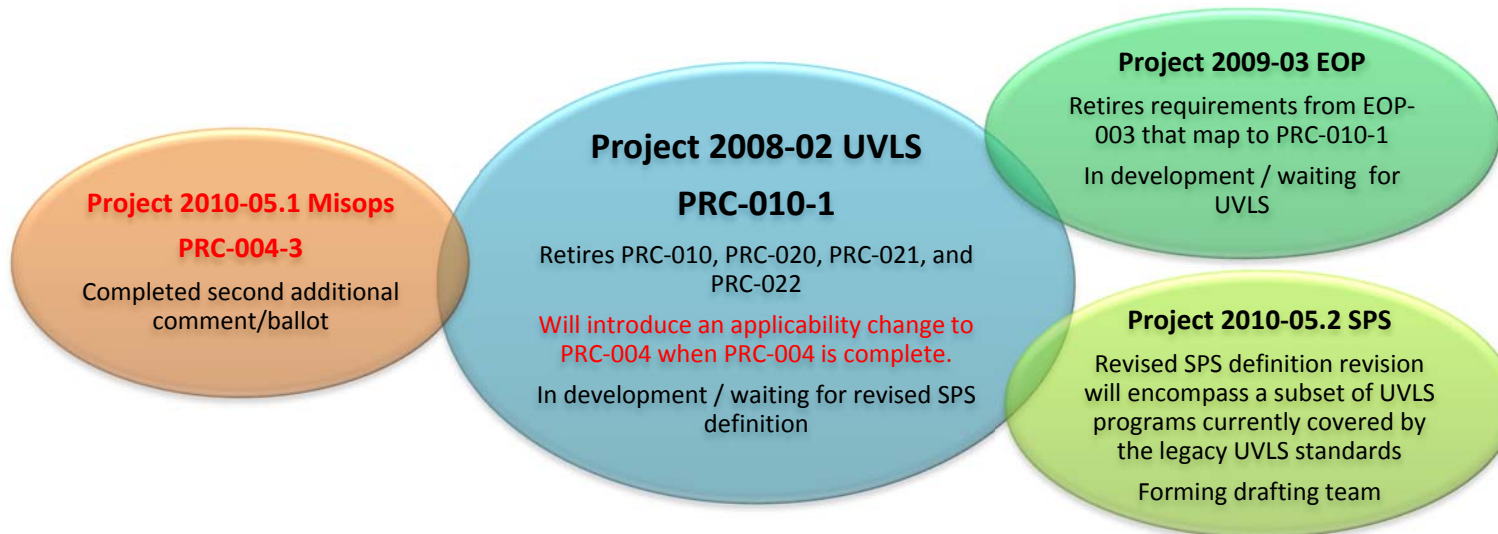 Project 2010-05.1 Misops
PRC-004-3
Completed second additional
comment/ballot
Project 2008-02 UVLS
PRC-010-1
Retires PRC-010, PRC-020, PRC-021, and
PRC-022
Will introduce an applicability change to
PRC-004 when PRC-004 is complete.
In development / waiting for revised SPS
definition
Project 2009-03 EOP
Retires requirements from EOP-
003 that map to PRC-010-1
In development / waiting for
UVLS
Project 2010-05.2 SPS
Revised SPS definition revision
will encompass a subset of UVLS
programs currently covered by
the legacy UVLS standards
Forming drafting team